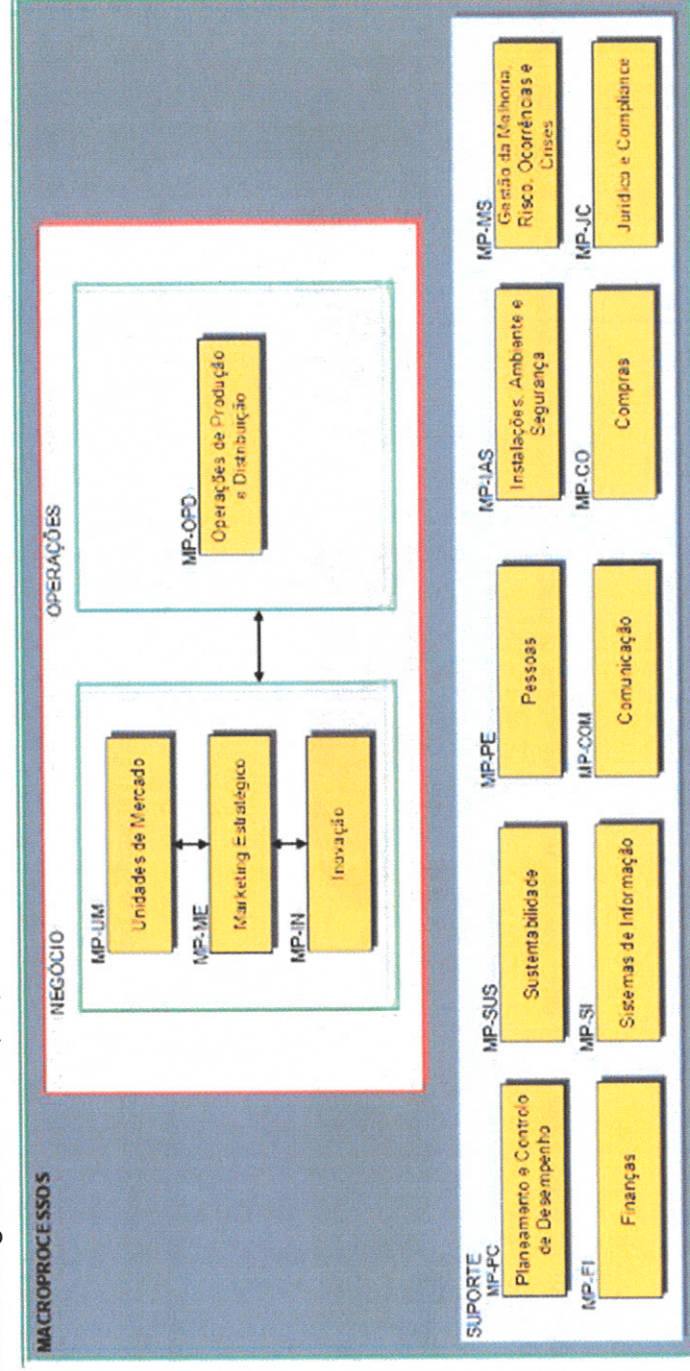 MACROPROCESSOS
NEGÓCIO
MP-UM
Unidades de Mercado
MP-ME
Marketing Estratégico
MP-IN
Inovação
OPERAÇÕES
MP-OPD
Operações de Produção
e Distribuição
SUPORTE
MP-PC
Planeamento e Controlo
de Desempenho
MP-SUS
Sustentabilidade
MP-PE
Pessoas
MP-IAS
Instalações, Ambiente e
Segurança
MP-MS
Gestão da Melhoria,
Risco, Ocorrências e
Crises
MP-FI
Finanças
MP-SI
Sistemas de Informação
MP-COM
Comunicação
MP-CO
Compras
MP-JC
Jurídico e Compliance